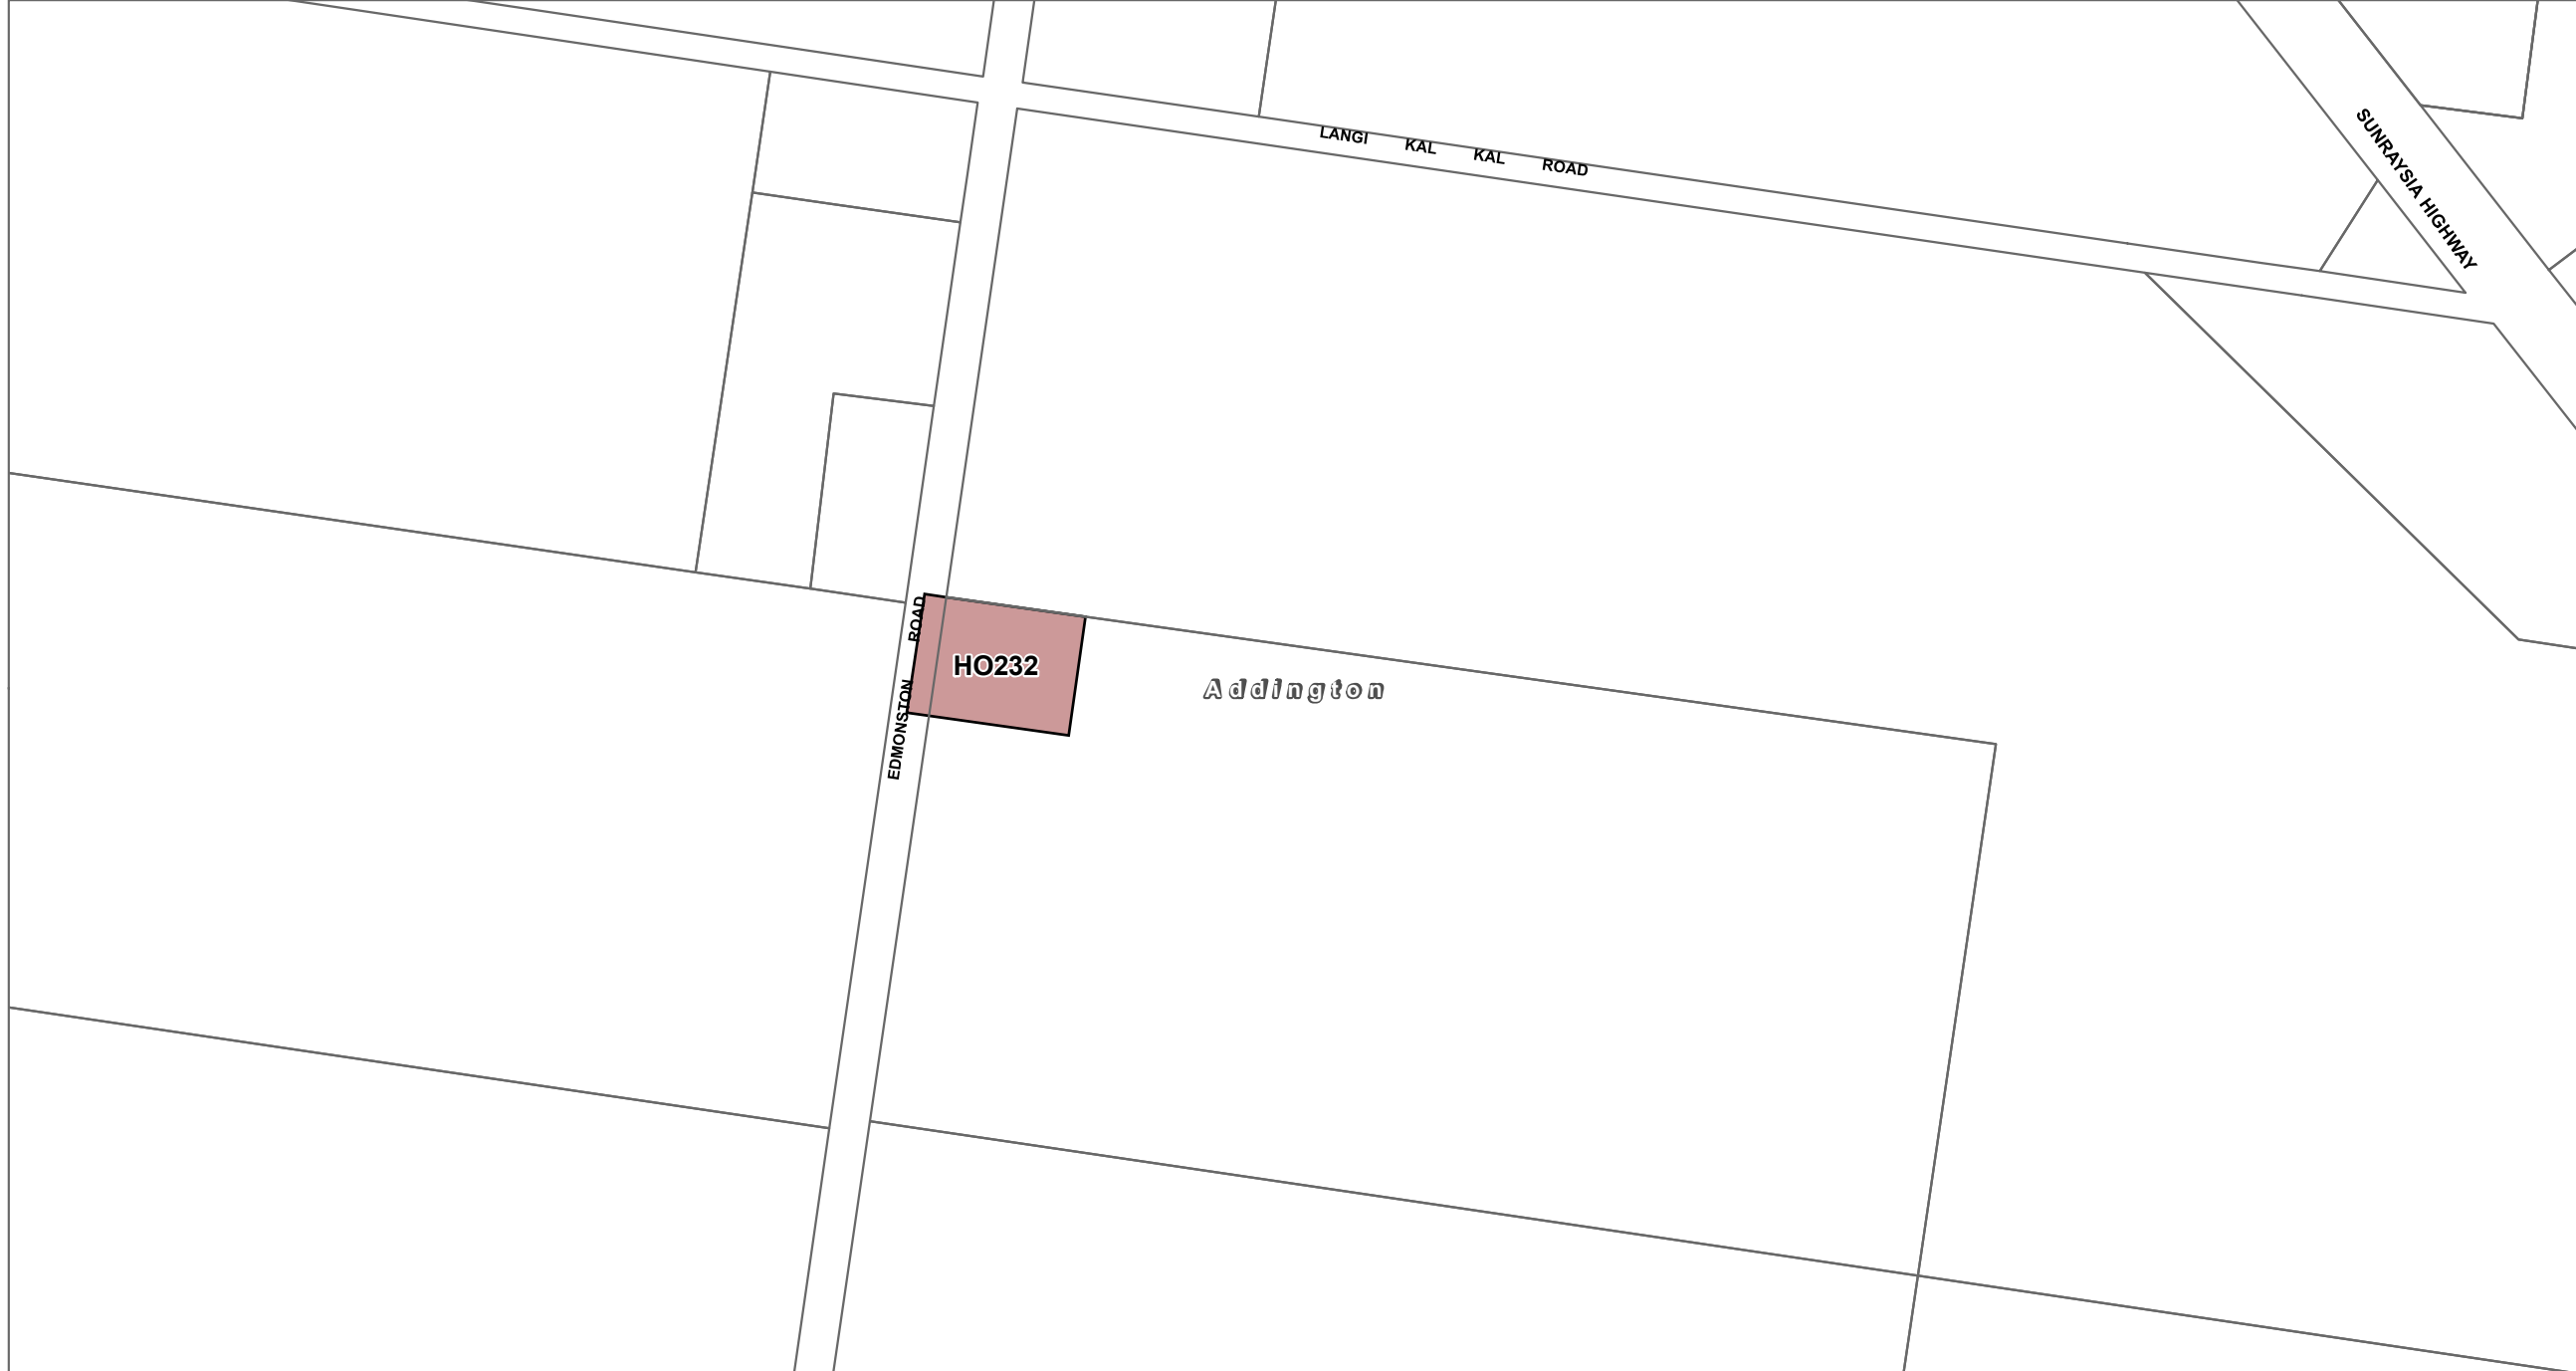 LANGI KAL KAL ROAD
SUNRAYSIA HIGHWAY
EDMONSTON ROAD
HO232
Addington